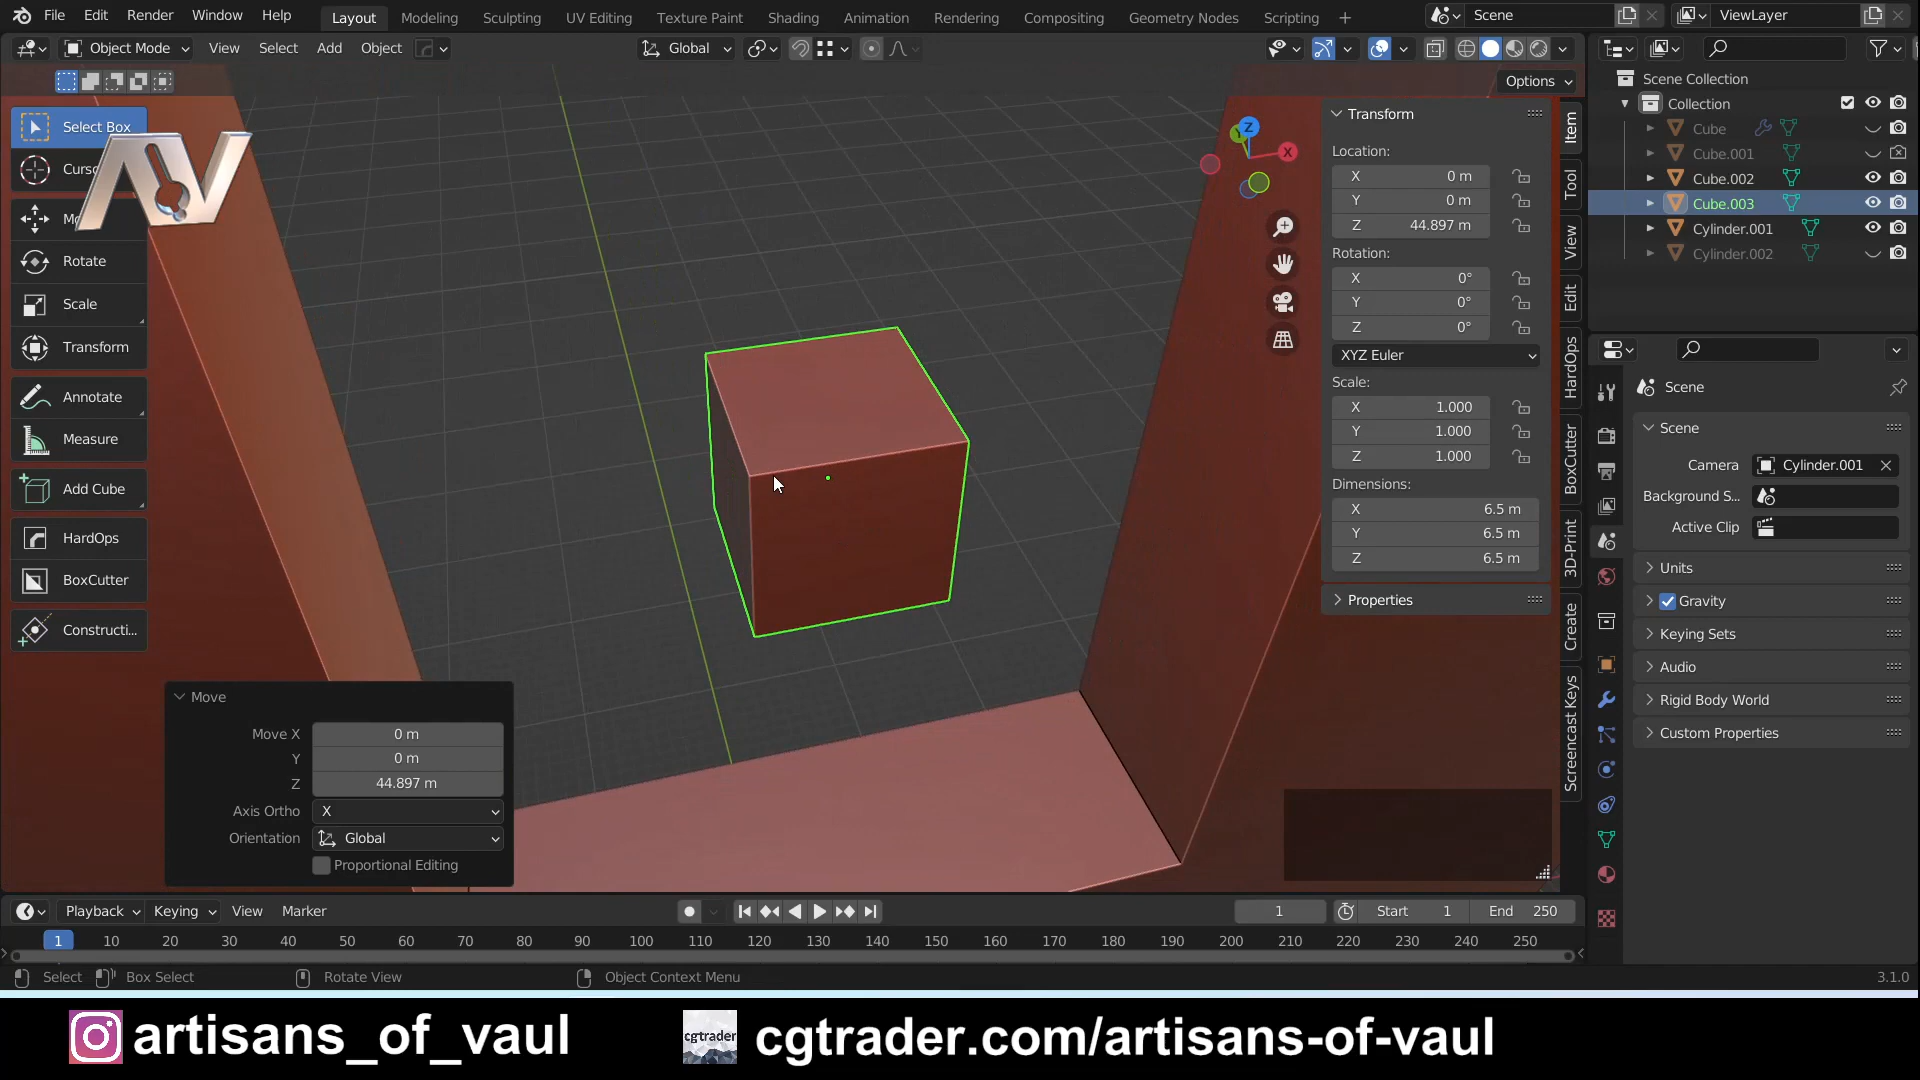 File Edit Render Window Help Layout Modeling Sculpting UV Editing Texture Paint Shading Animation Rendering Compositing Geometry Nodes Scripting + Scene ViewLayer
Object Mode View Select Add Object Global
Options
Select Box
Curso
AV
Mo
Rotate
Scale
Transform
Annotate
Measure
Add Cube
HardOps
BoxCutter
Constructi...
Z
Y
X
Transform
Location:
X 0 m
Y 0 m
Z 44.897 m
Rotation:
X 0°
Y 0°
Z 0°
XYZ Euler
Scale:
X 1.000
Y 1.000
Z 1.000
Dimensions:
X 6.5 m
Y 6.5 m
Z 6.5 m
Properties
Item
Tool
View
Edit
HardOps
BoxCutter
3D-Print
Create
Screencast Keys
Scene Collection
Collection
Cube
Cube.001
Cube.002
Cube.003
Cylinder.001
Cylinder.002
Scene
Scene
Camera Cylinder.001
Background S...
Active Clip
Units
Gravity
Keying Sets
Audio
Rigid Body World
Custom Properties
Move
Move X 0 m
Y 0 m
Z 44.897 m
Axis Ortho X
Orientation Global
Proportional Editing
Playback Keying View Marker 1 Start 1 End 250
1 10 20 30 40 50 60 70 80 90 100 110 120 130 140 150 160 170 180 190 200 210 220 230 240 250
Select Box Select Rotate View Object Context Menu 3.1.0
artisans_of_vaul cgtrader cgtrader.com/artisans-of-vaul